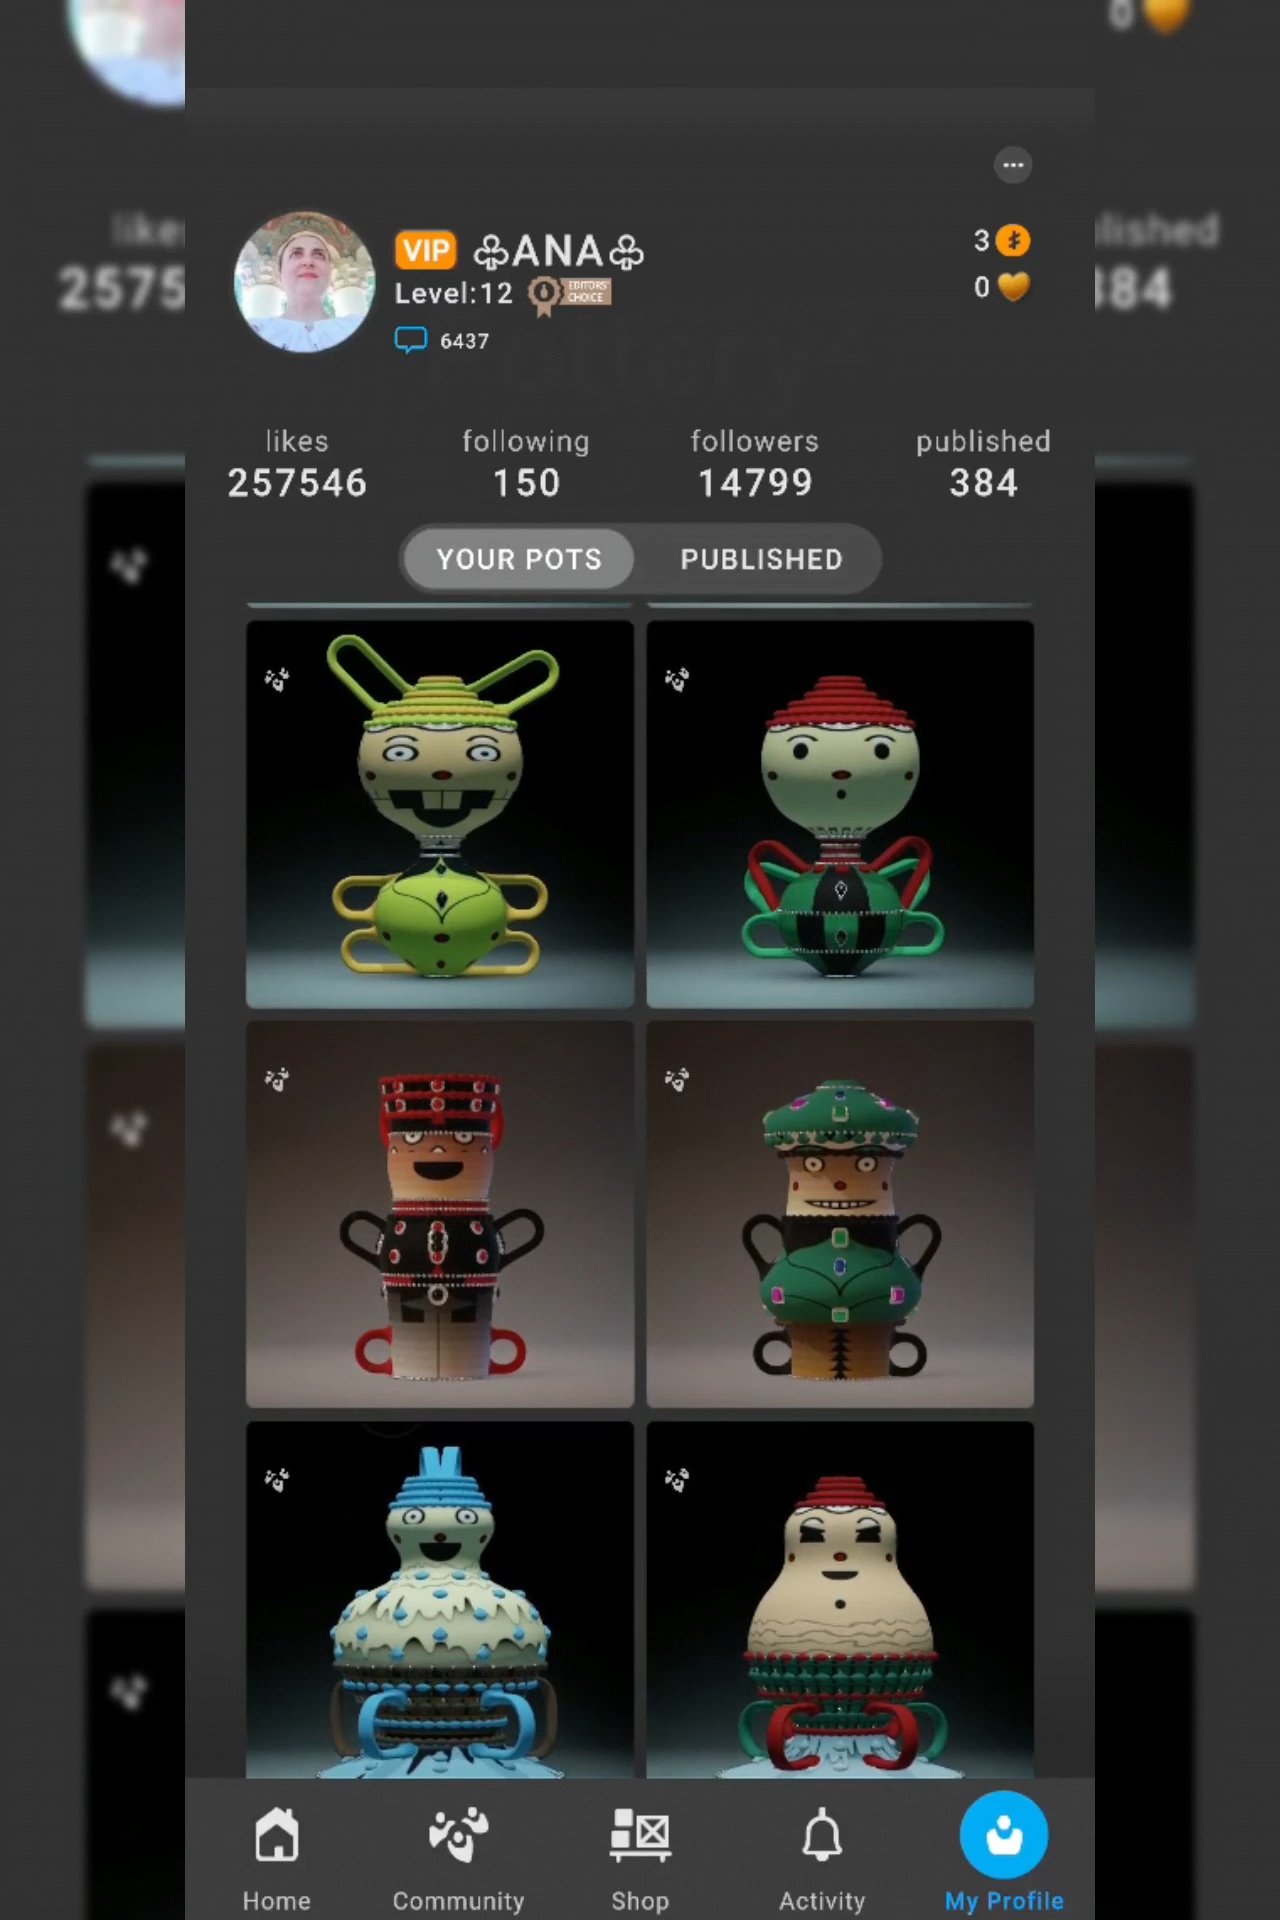 VIP ♧ANA♧
Level:12 EDITORS' CHOICE
6437
3
0
likes following followers published
257546 150 14799 384
YOUR POTS PUBLISHED
Home Community Shop Activity My Profile